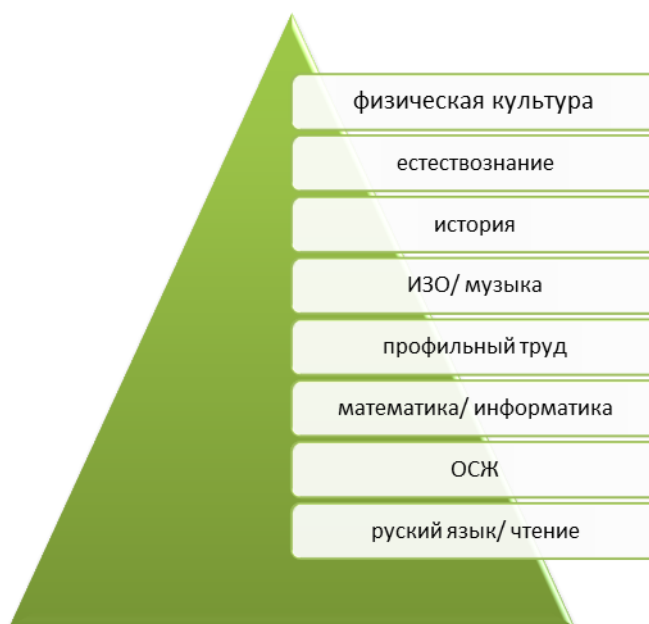 физическая культура
естествознание
история
ИЗО/ музыка
профильный труд
математика/ информатика
ОСЖ
руский язык/ чтение